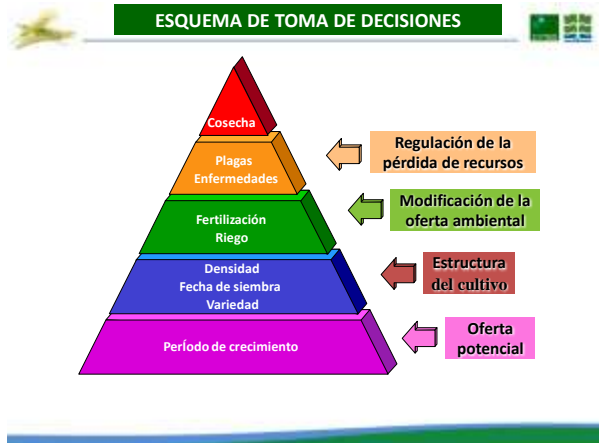 ESQUEMA DE TOMA DE DECISIONES
Cosecha
Plagas
Enfermedades
Regulación de la
pérdida de recursos
Fertilización
Riego
Modificación de la
oferta ambiental
Densidad
Fecha de siembra
Variedad
Estructura
del cultivo
PerÍodo de crecimiento
Oferta
potencial